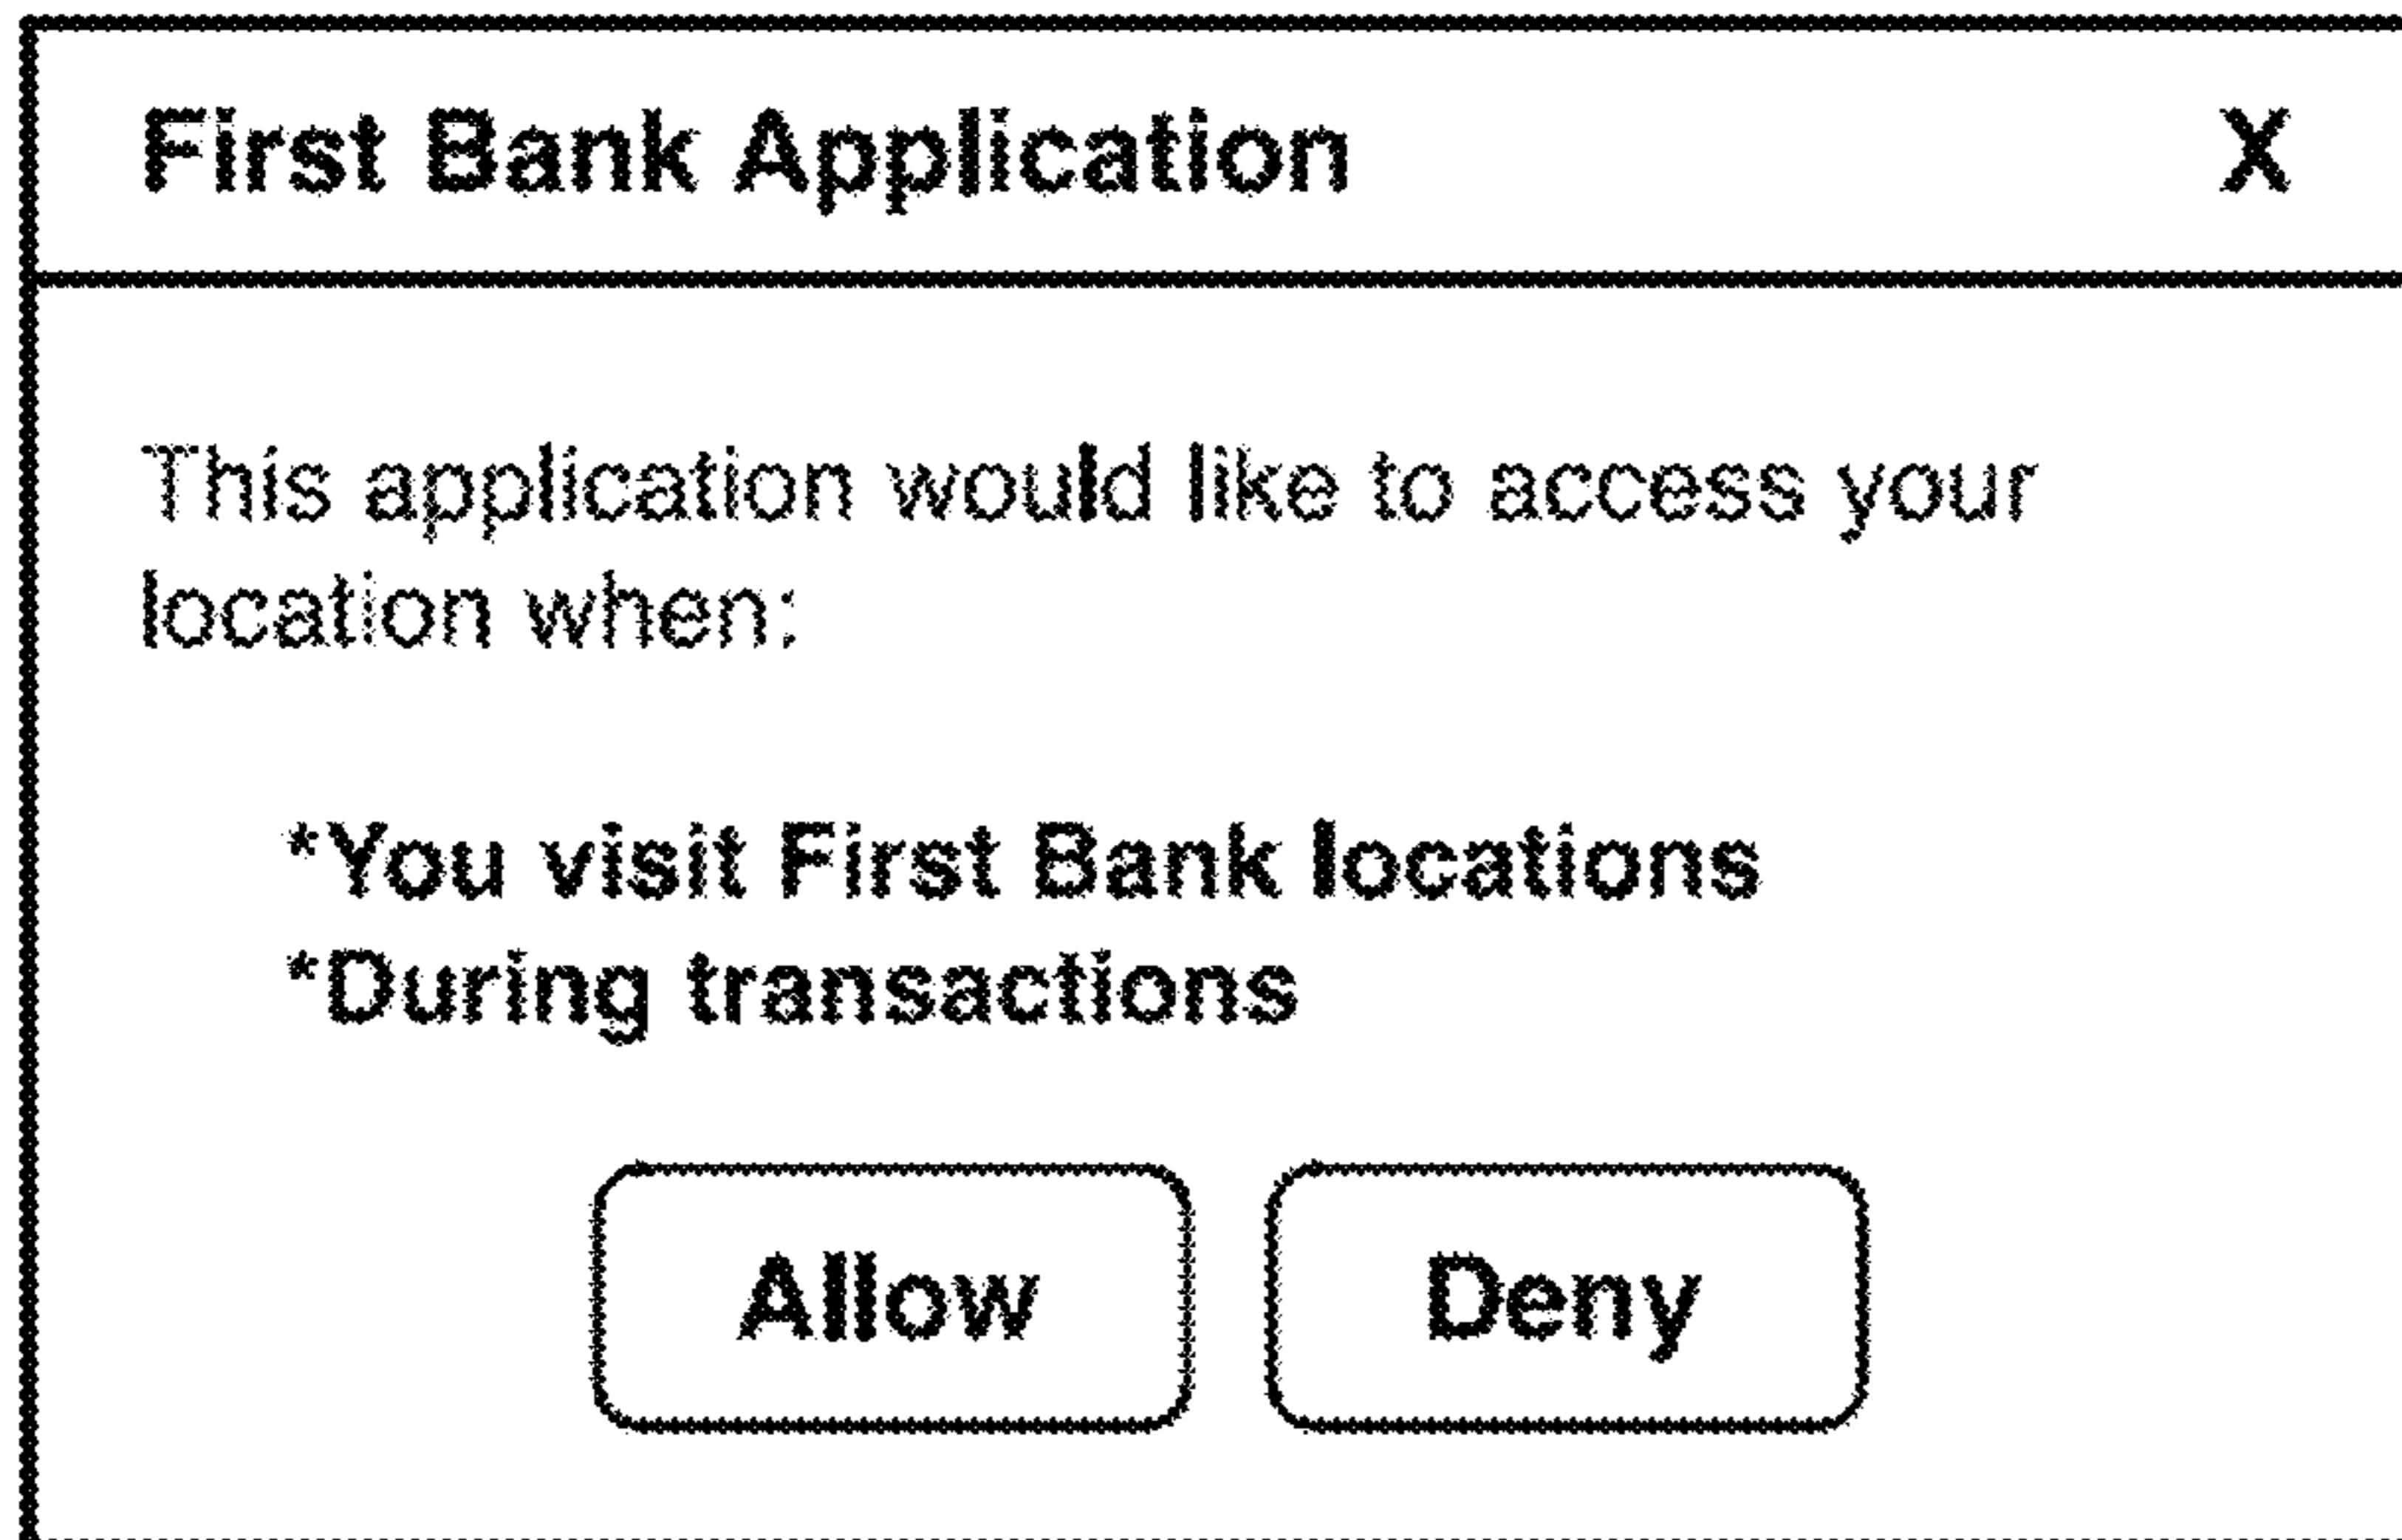 First Bank Application X
This application would like to access your
location when:
*You visit First Bank locations
*During transactions
Allow Deny